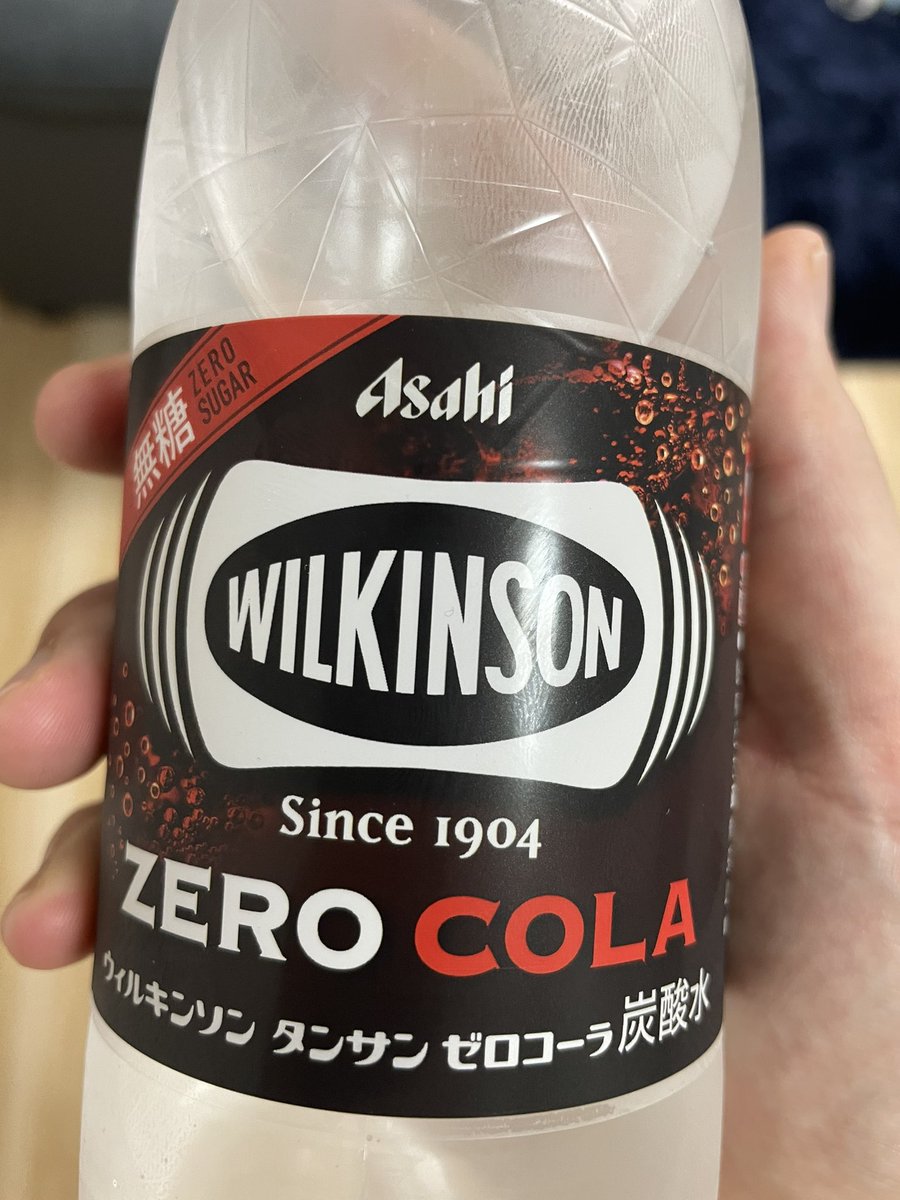 Asahi
無糖
ZERO
SUGAR
WILKINSON
Since 1904
ZERO COLA
ウィルキンソン タンサン ゼロコーラ 炭酸水